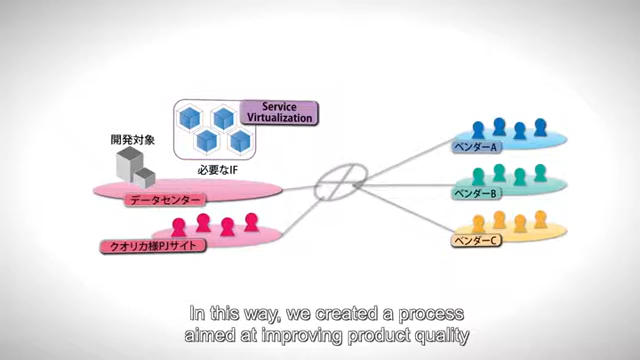 Service
Virtualization
開発対象
必要なIF
データセンター
クオリカ様PJサイト
ベンダーA
ベンダーB
ベンダーC
In this way, we created a process
aimed at improving product quality